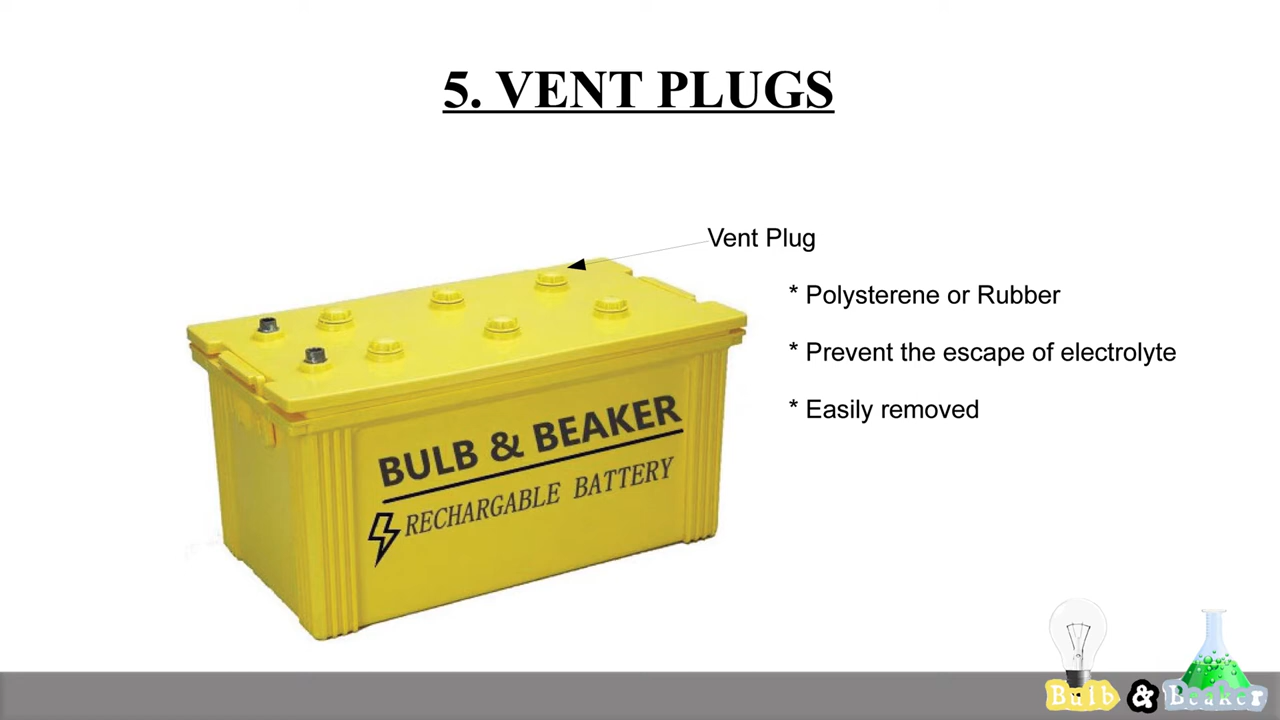 5. VENT PLUGS
Vent Plug
* Polysterene or Rubber
* Prevent the escape of electrolyte
* Easily removed
BULB & BEAKER
RECHARGABLE BATTERY
Bulb & Beaker